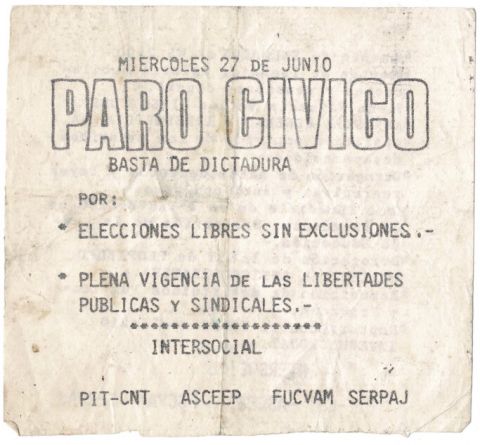 MIERCOLES 27 DE JUNIO
PARO CIVICO
BASTA DE DICTADURA
POR:
* ELECCIONES LIBRES SIN EXCLUSIONES.-
* PLENA VIGENCIA DE LAS LIBERTADES
PUBLICAS Y SINDICALES.-
*******************
INTERSOCIAL
PIT-CNT ASCEEP FUCVAM SERPAJ